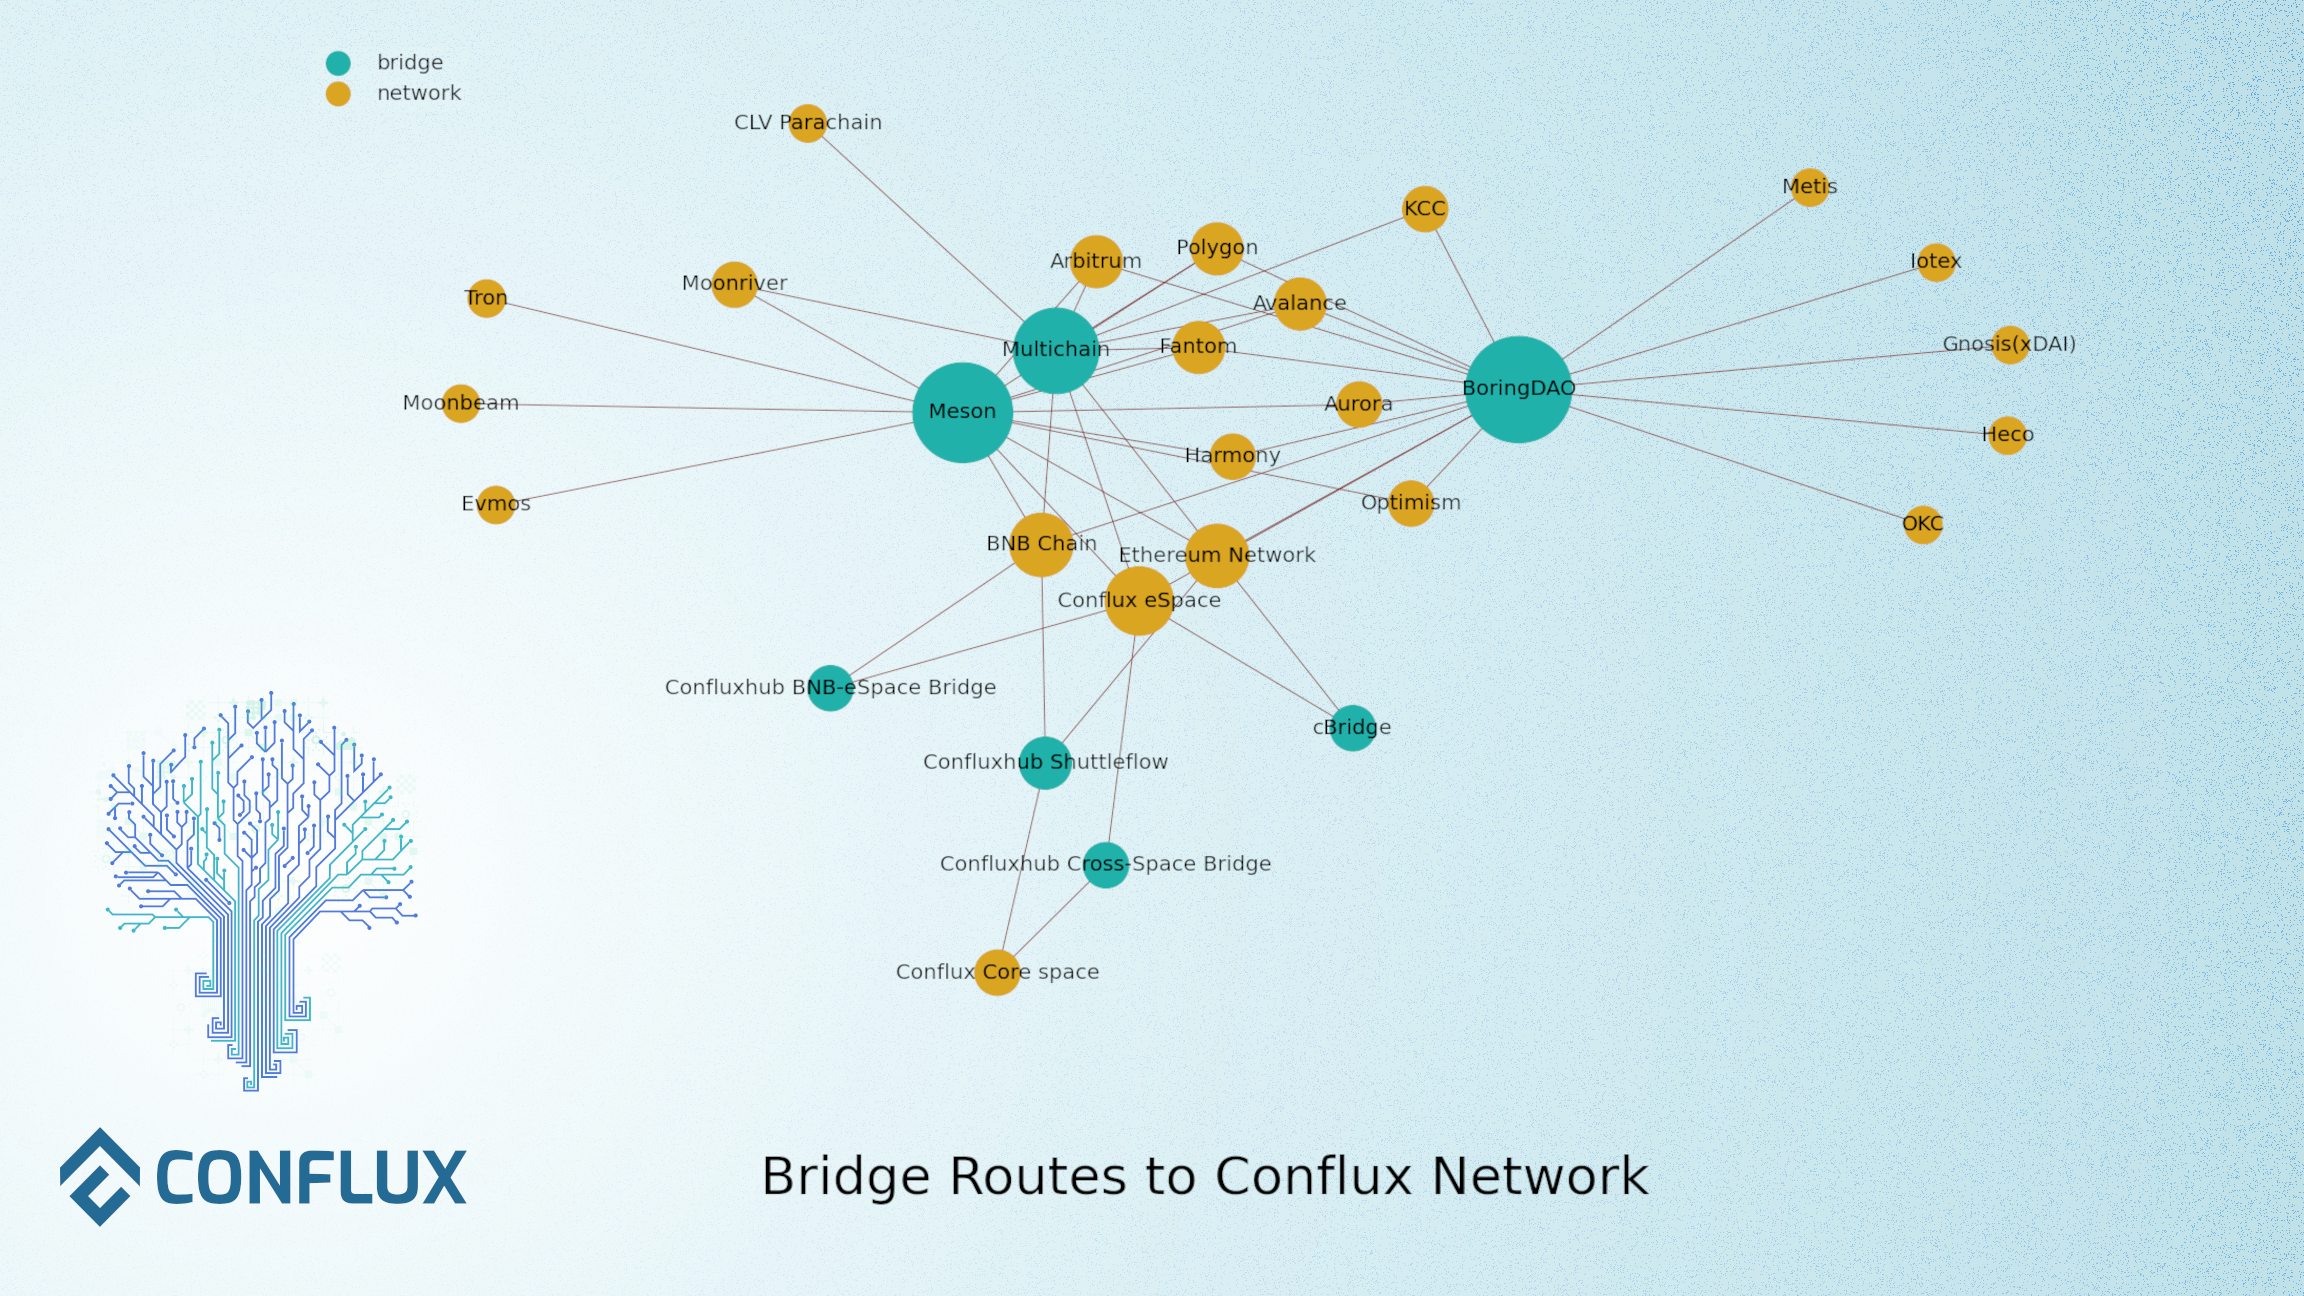 bridge
network
CLV Parachain
Metis
KCC
Polygon
Arbitrum
Iotex
Moonriver
Tron
Avalance
Multichain
Fantom
Gnosis(xDAI)
BoringDAO
Moonbeam
Meson
Aurora
Heco
Harmony
Evmos
Optimism
OKC
BNB Chain
Ethereum Network
Conflux eSpace
Confluxhub BNB-eSpace Bridge
cBridge
Confluxhub Shuttleflow
Confluxhub Cross-Space Bridge
Conflux Core space
CONFLUX
Bridge Routes to Conflux Network